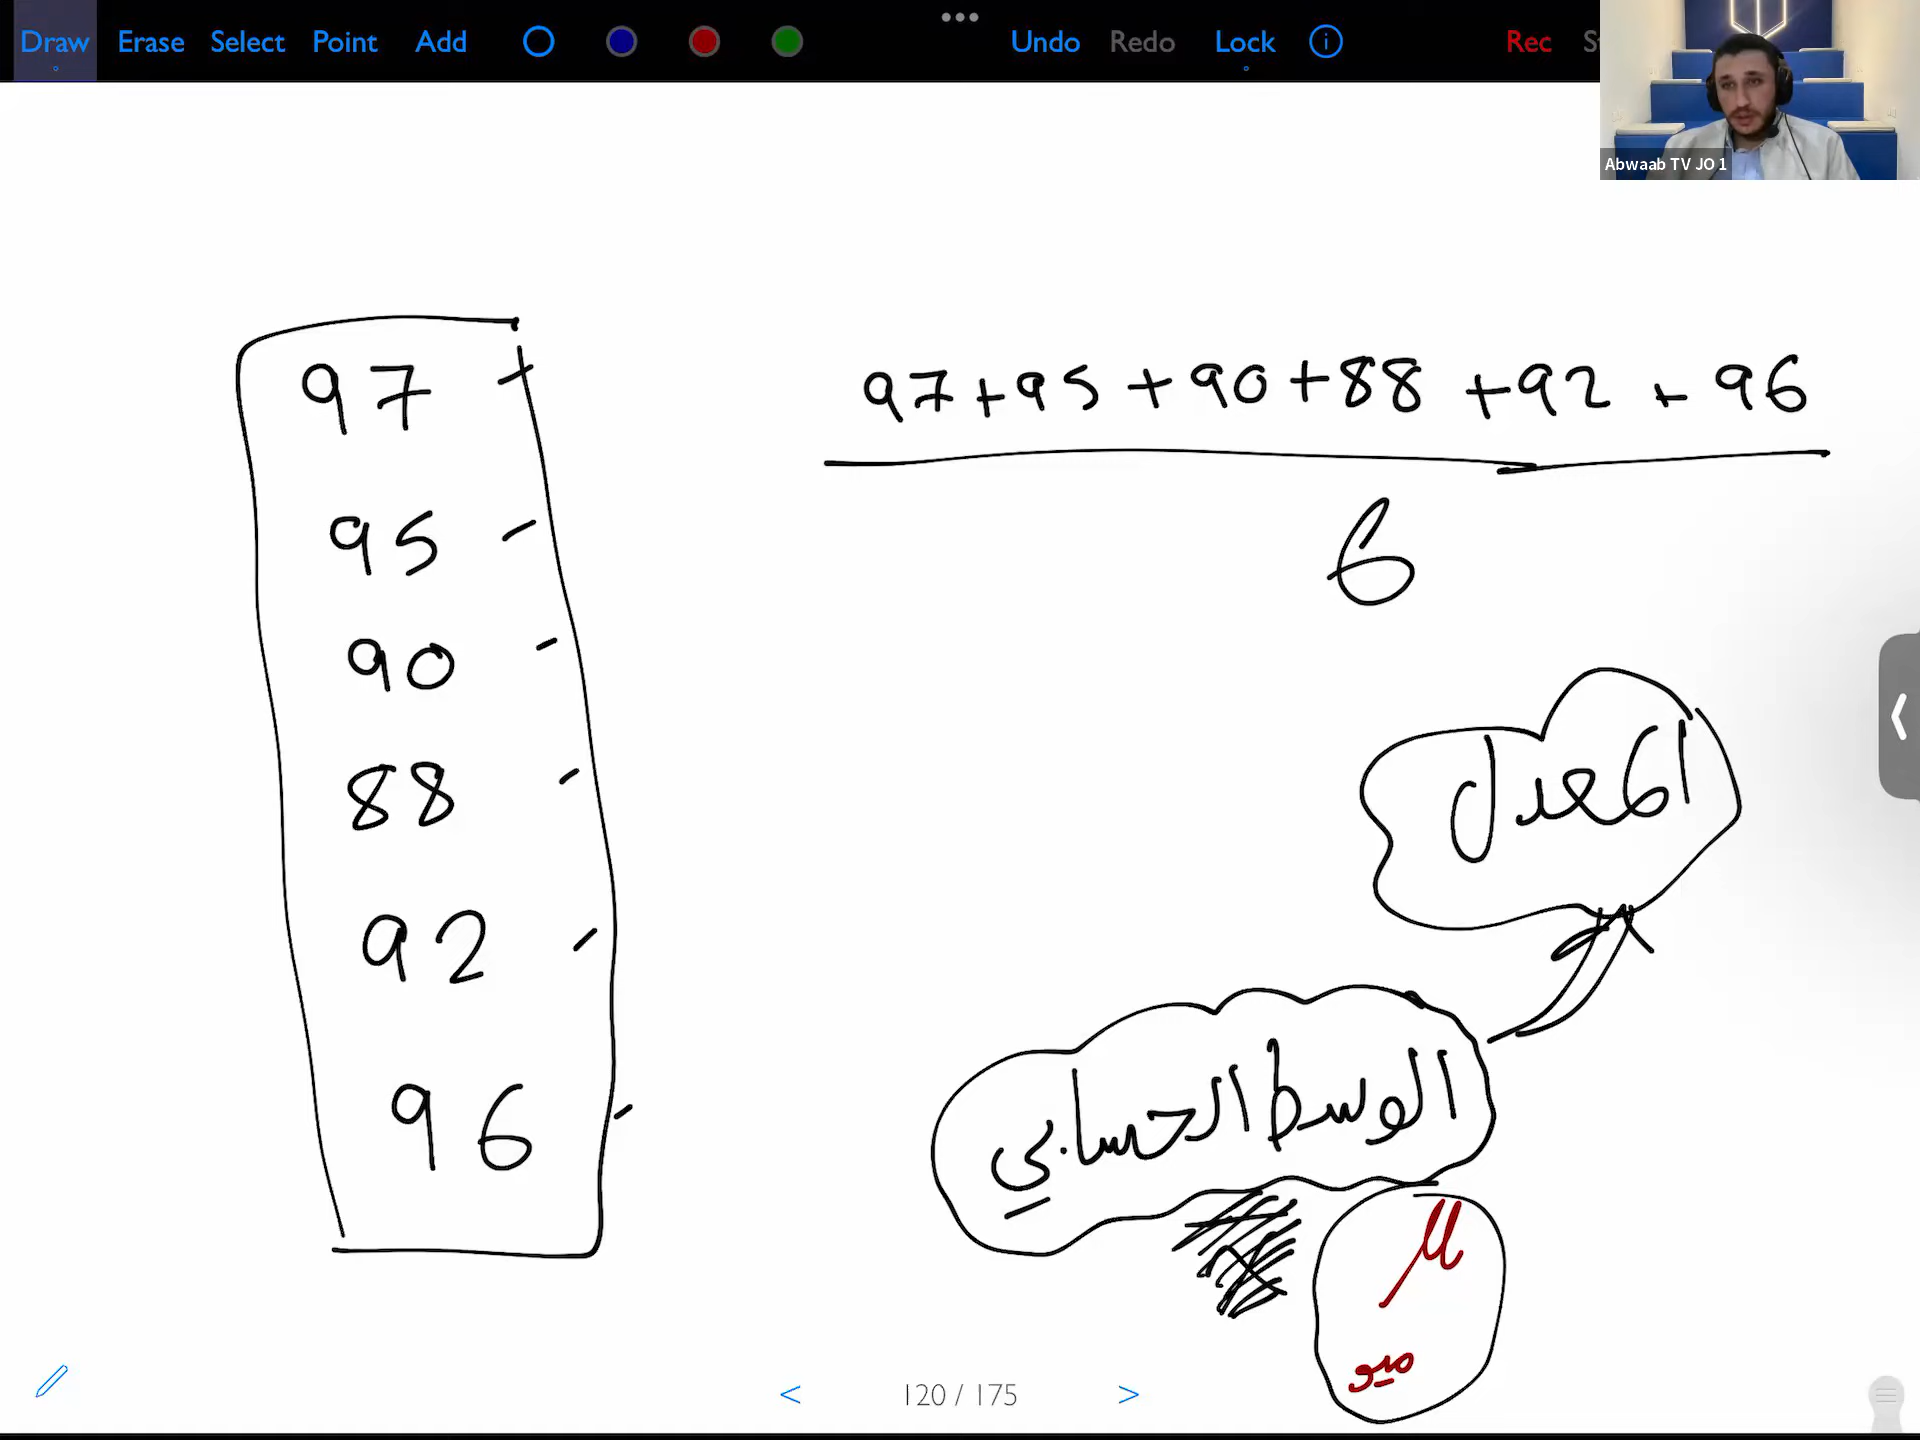 Draw Erase Select Point Add Undo Redo Lock Rec
Abwaab TV JO 1
97
95
90
88
92
96
97+95+90+88+92+96
6
المعدل
الوسط الحسابي
μ
ميو
120 / 175